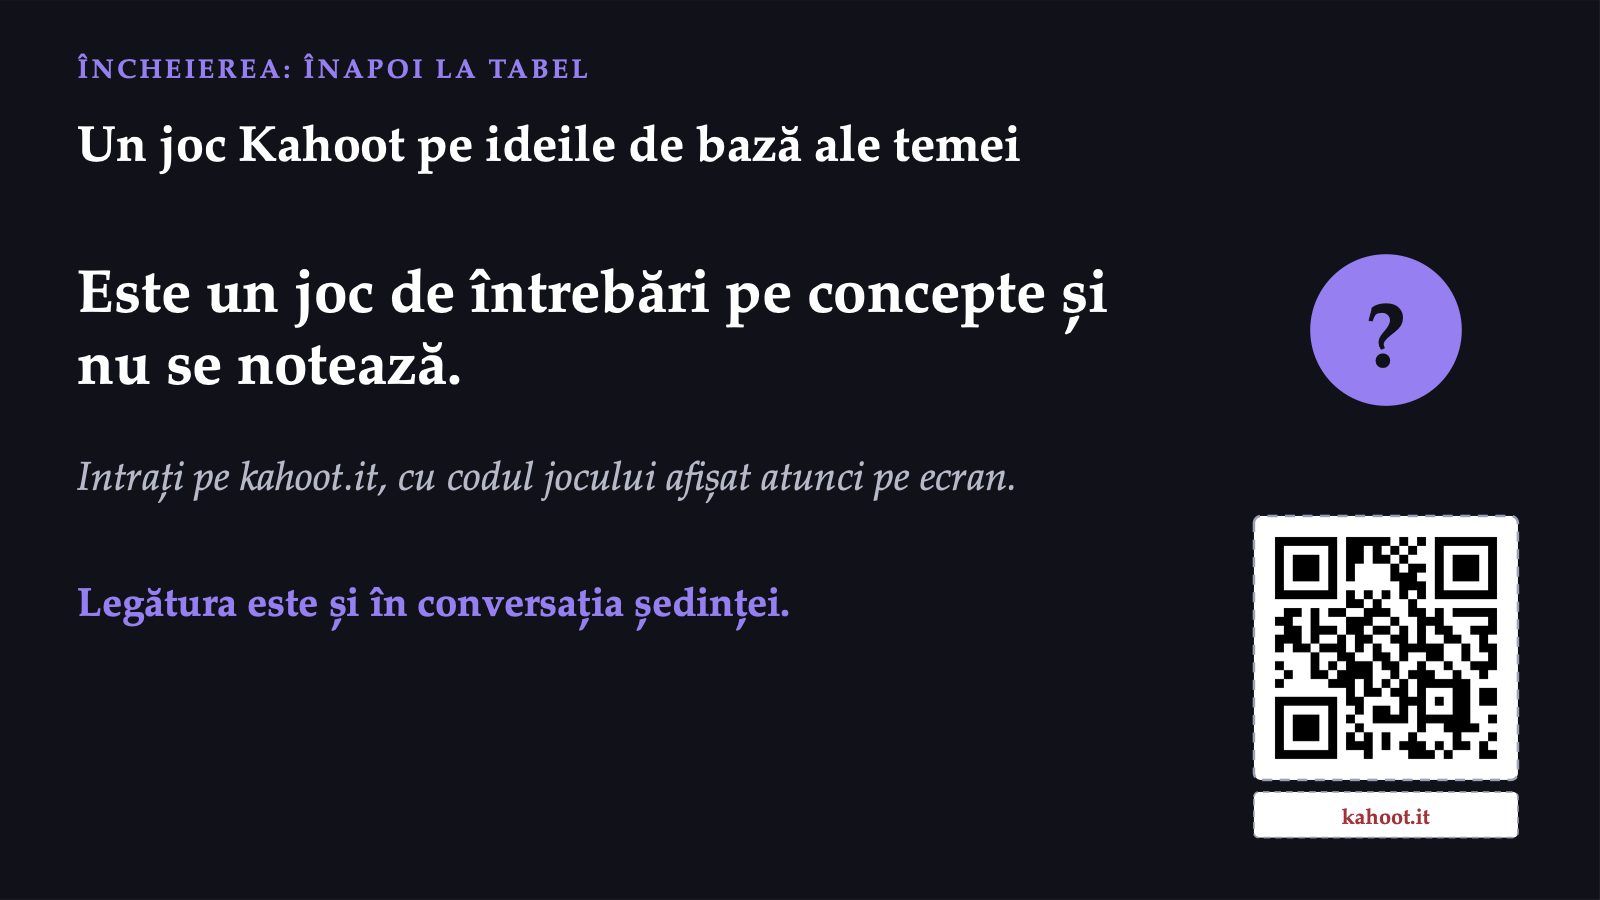 ÎNCHEIEREA: ÎNAPOI LA TABEL
Un joc Kahoot pe ideile de bază ale temei
Este un joc de întrebări pe concepte și
nu se notează.
?
Intrați pe kahoot.it, cu codul jocului afișat atunci pe ecran.
Legătura este și în conversația ședinței.
kahoot.it